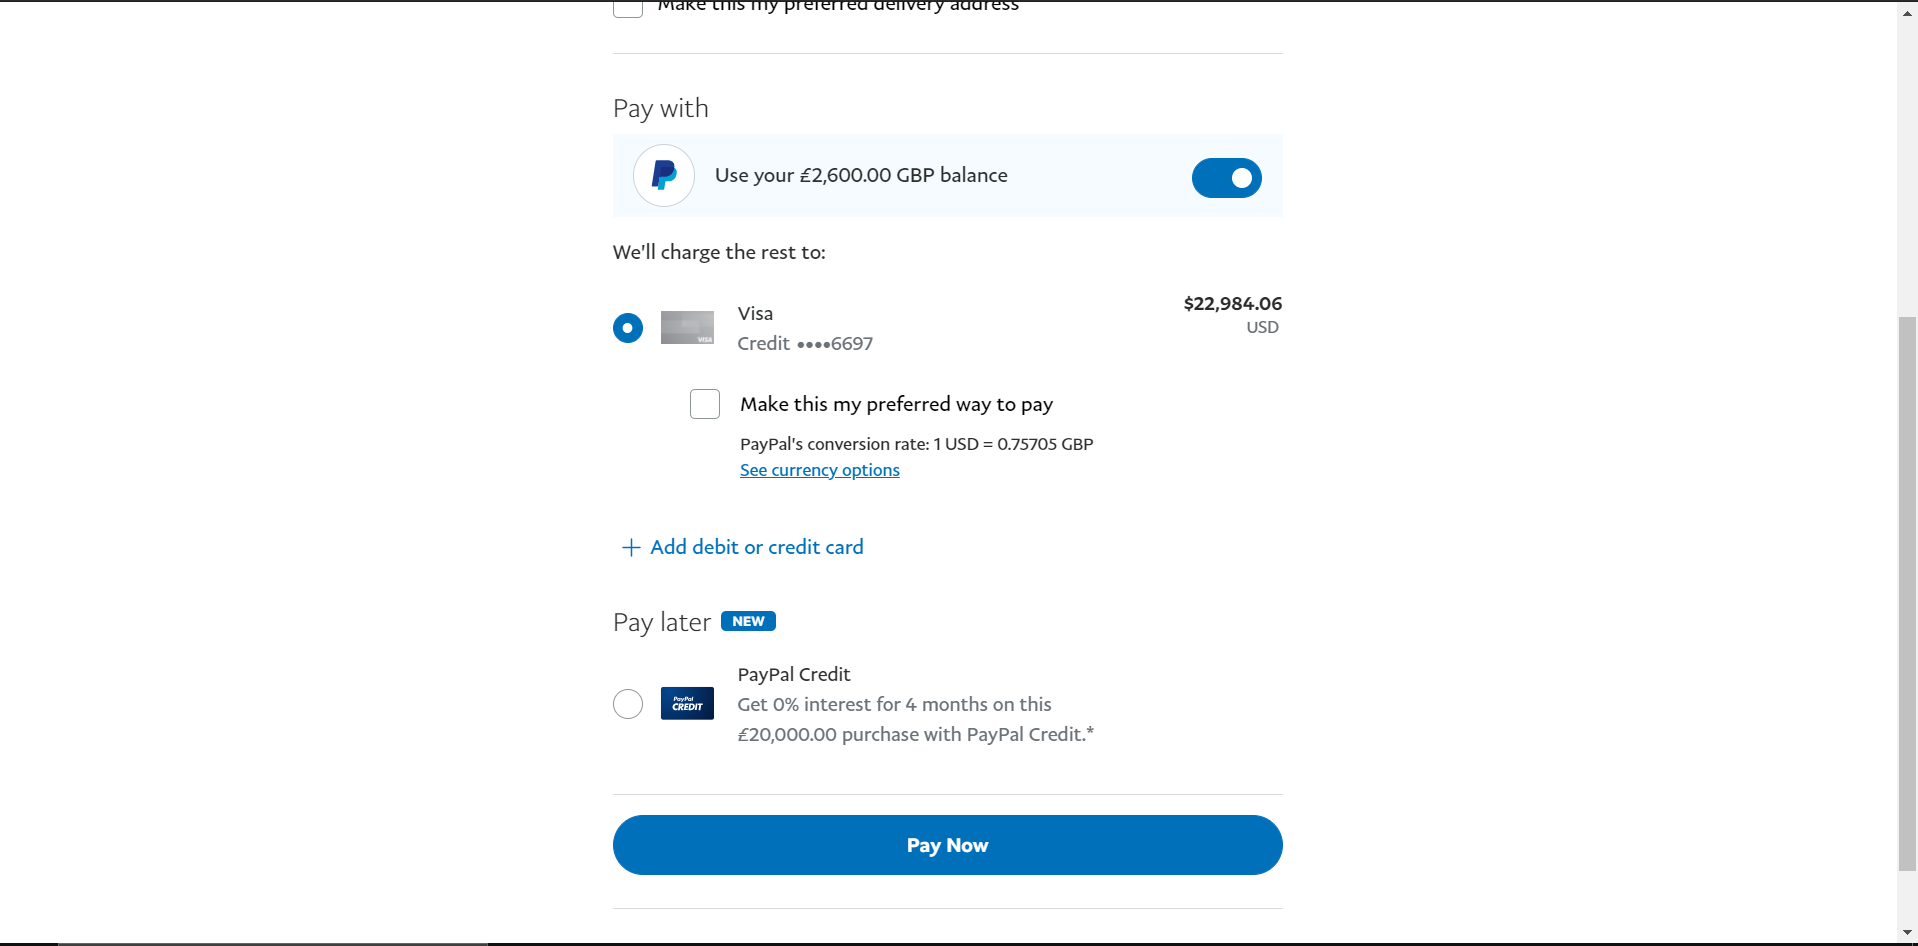 Make this my preferred delivery address
Pay with
Use your £2,600.00 GBP balance
We'll charge the rest to:
$22,984.06
Visa
USD
VISA
Credit ••••6697
Make this my preferred way to pay
PayPal's conversion rate: 1 USD = 0.75705 GBP
See currency options
Add debit or credit card
Pay later NEW
PayPal Credit
PayPal
CREDIT
Get 0% interest for 4 months on this
£20,000.00 purchase with PayPal Credit.*
Pay Now